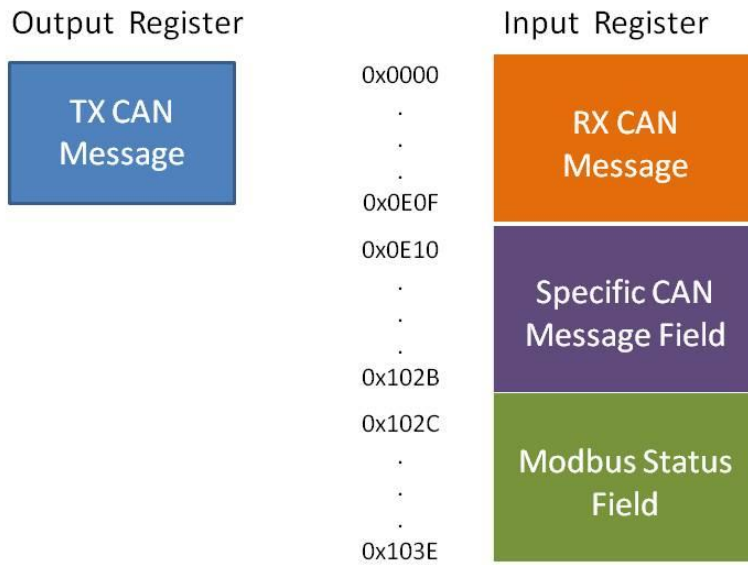 Output Register
Input Register
TX CAN
Message
0x0000
.
.
.
0x0E0F
RX CAN
Message
0x0E10
.
.
.
0x102B
Specific CAN
Message Field
0x102C
.
.
.
0x103E
Modbus Status
Field